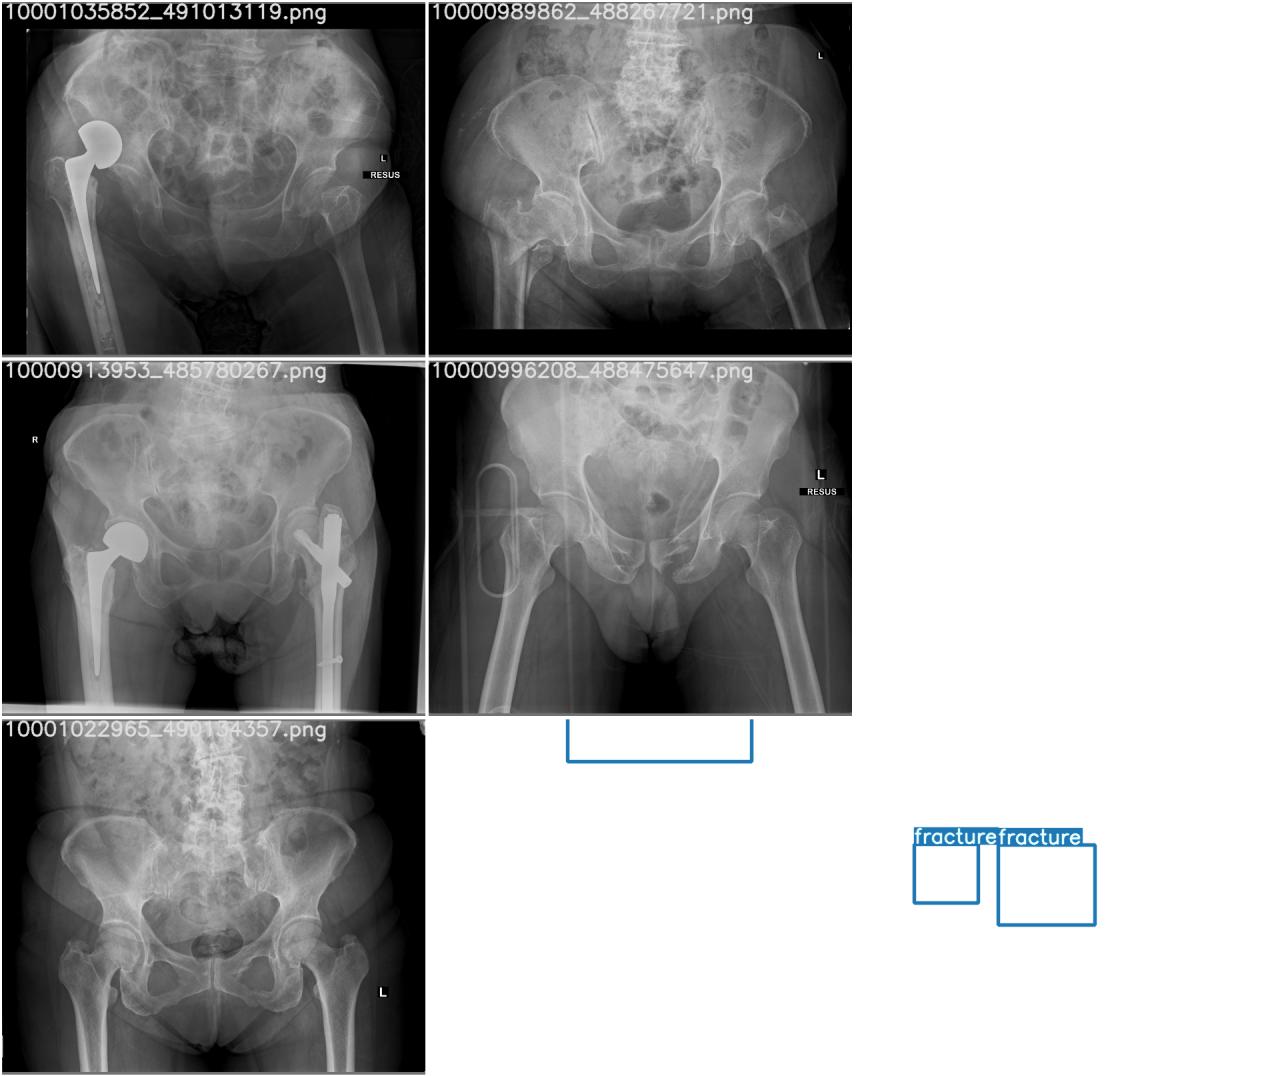 10001035852_491013119.png
10000989862_488267721.png
L
L
RESUS
10000913953_485780267.png
10000996208_488475647.png
R
L
RESUS
10001022965_490134357.png
fracture
fracture
L